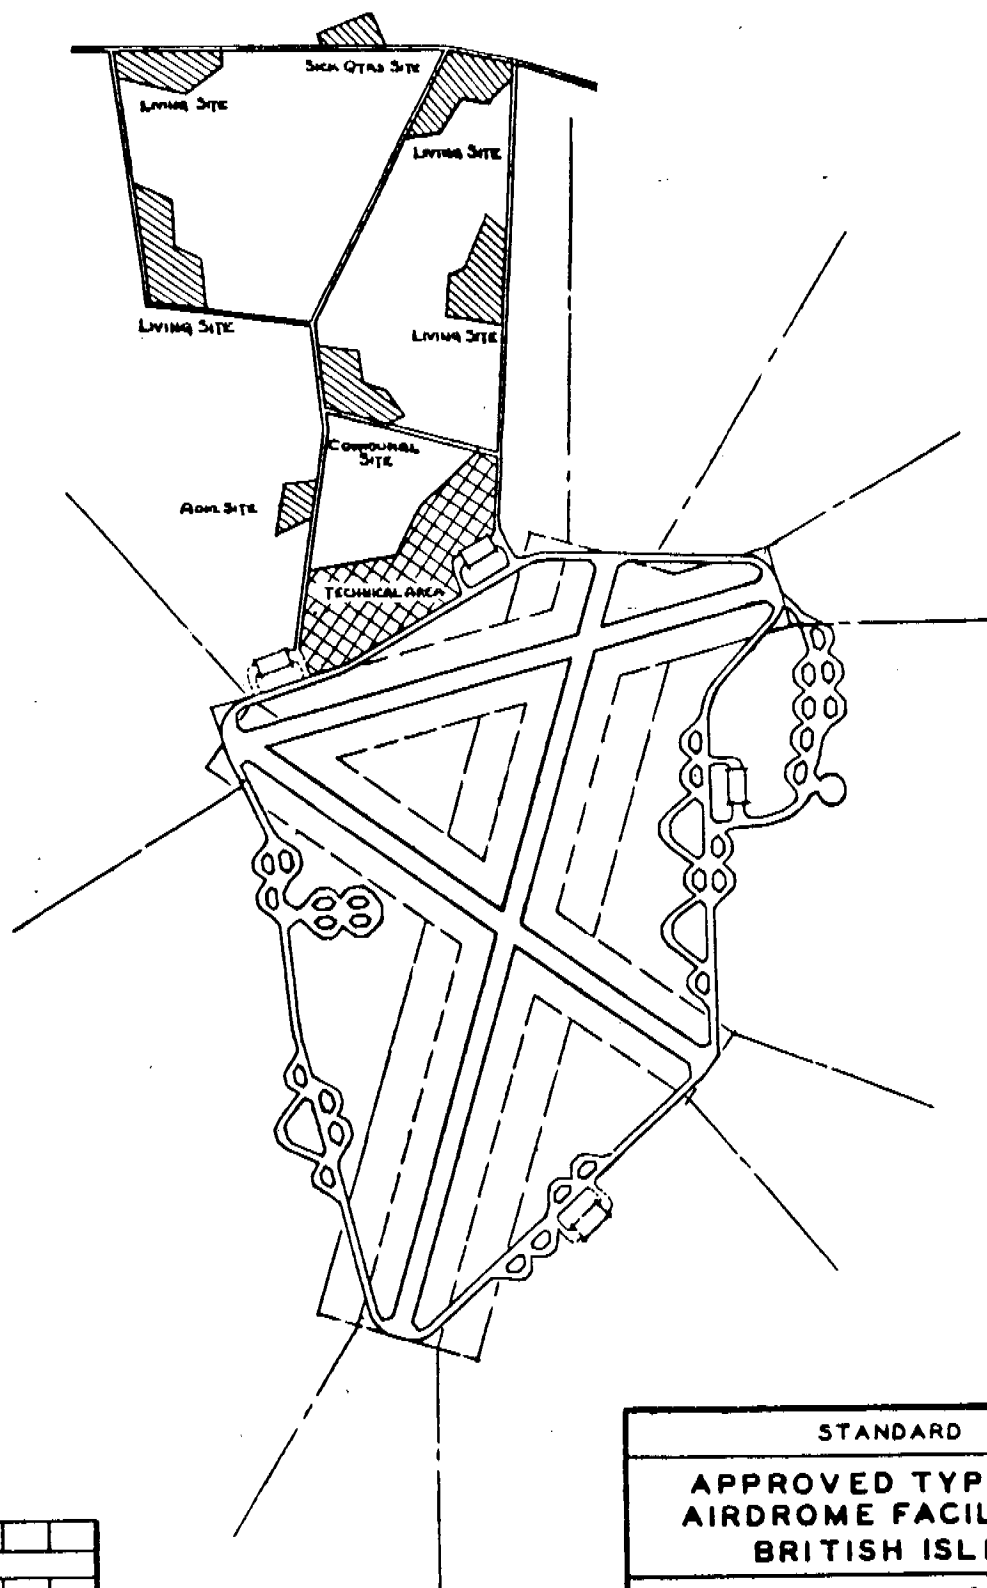 SICK QTRS SITE
LIVING SITE
LIVING SITE
LIVING SITE
LIVING SITE
COMMUNAL
SITE
ADM. SITE
TECHNICAL AREA
STANDARD
APPROVED TYP
AIRDROME FACIL
BRITISH ISL